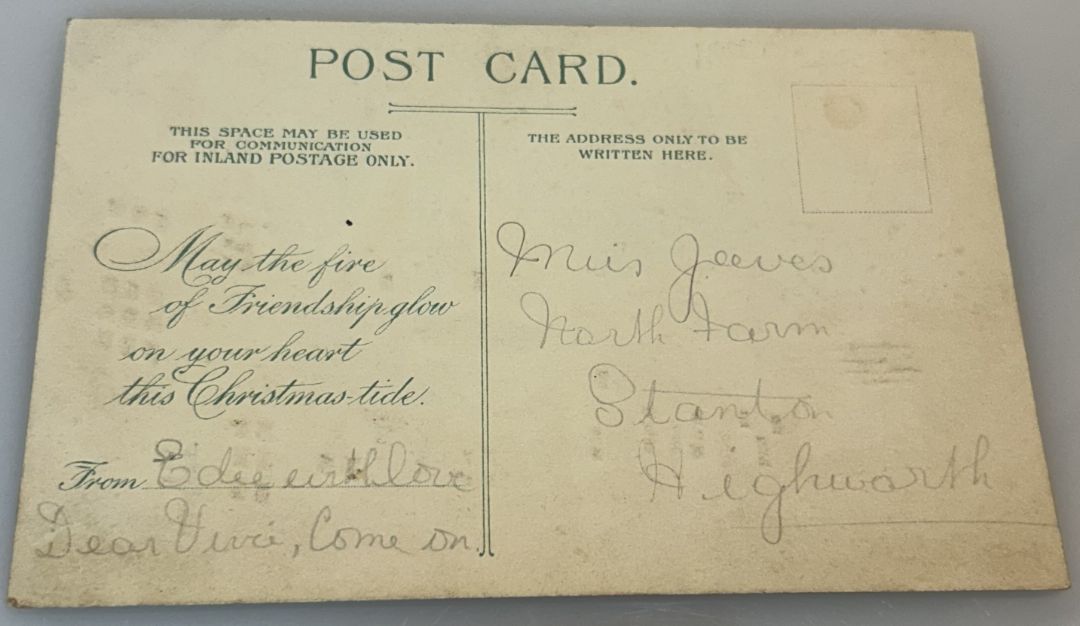 POST CARD.
THIS SPACE MAY BE USED
FOR COMMUNICATION
FOR INLAND POSTAGE ONLY.
May the fire
of Friendship glow
on your heart
this Christmas-tide.
From Edie with love
Dear Vivie, Come on.
THE ADDRESS ONLY TO BE
WRITTEN HERE.
Miss Jeeves
North Farm
Stanton
Highworth